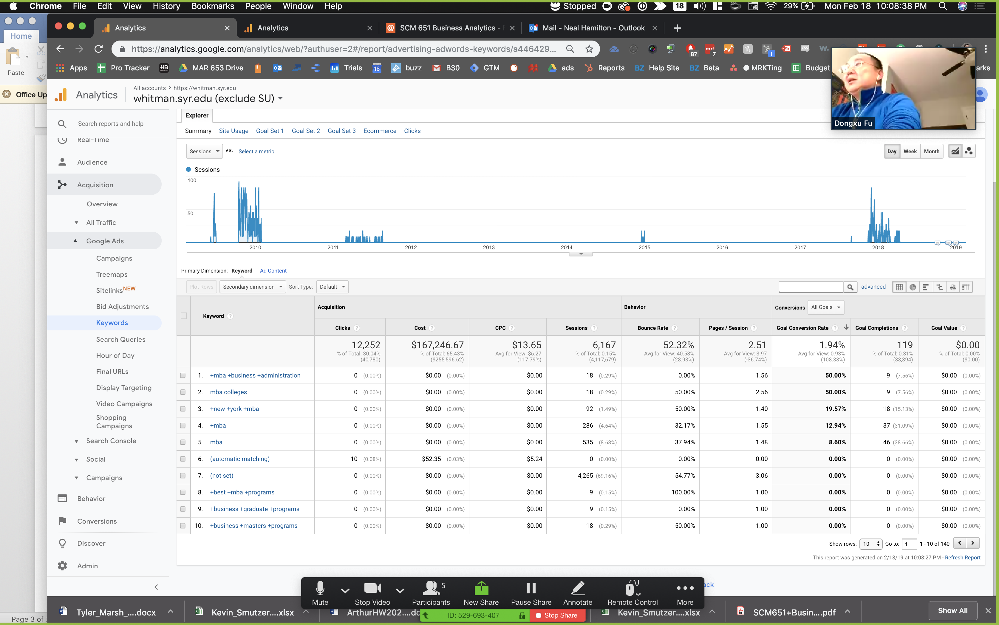 Chrome File Edit View History Bookmarks People Window Help Stopped 18 29% Mon Feb 18 10:08:38 PM
Home
Paste
Office Up
Page 3 of
Analytics
Analytics
SCM 651 Business Analytics -
Mail - Neal Hamilton - Outlook
https://analytics.google.com/analytics/web/?authuser=2#/report/advertising-adwords-keywords/a446429...
87 7
Apps Pro Tracker HB MAR 653 Drive Trials 18 buzz B30 GTM ads Reports BZ Help Site BZ Beta MRKTing Budget arks
Analytics
All accounts > https://whitman.syr.edu
whitman.syr.edu (exclude SU)
Dongxu Fu
Search reports and help
Real-Time
Audience
Acquisition
Overview
All Traffic
Google Ads
Campaigns
Treemaps
Sitelinks NEW
Bid Adjustments
Keywords
Search Queries
Hour of Day
Final URLs
Display Targeting
Video Campaigns
Shopping
Campaigns
Search Console
Social
Campaigns
Behavior
Conversions
Discover
Admin
Explorer
Summary Site Usage Goal Set 1 Goal Set 2 Goal Set 3 Ecommerce Clicks
Sessions VS. Select a metric Day Week Month
Sessions
100
50
2010 2011 2012 2013 2014 2015 2016 2017 2018 2019
Primary Dimension: Keyword Ad Content
Plot Rows Secondary dimension Sort Type: Default advanced
Keyword Acquisition Behavior Conversions All Goals
Clicks Cost CPC Sessions Bounce Rate Pages / Session Goal Conversion Rate Goal Completions Goal Value
12,252 $167,246.67 $13.65 6,167 52.32% 2.51 1.94% 119 $0.00
% of Total: 30.04% % of Total: 65.43% Avg for View: $6.27 % of Total: 0.15% Avg for View: 40.58% Avg for View: 3.97 Avg for View: 0.93% % of Total: 0.31% % of Total: 0.00%
(40,780) ($255,596.62) (117.79%) (4,117,679) (28.93%) (-36.74%) (108.38%) (38,394) ($0.00)
1. +mba +business +administration 0 (0.00%) $0.00 (0.00%) $0.00 18 (0.29%) 0.00% 1.56 50.00% 9 (7.56%) $0.00 (0.00%)
2. mba colleges 0 (0.00%) $0.00 (0.00%) $0.00 18 (0.29%) 50.00% 2.56 50.00% 9 (7.56%) $0.00 (0.00%)
3. +new +york +mba 0 (0.00%) $0.00 (0.00%) $0.00 92 (1.49%) 50.00% 1.40 19.57% 18 (15.13%) $0.00 (0.00%)
4. +mba 0 (0.00%) $0.00 (0.00%) $0.00 286 (4.64%) 32.17% 1.55 12.94% 37 (31.09%) $0.00 (0.00%)
5. mba 0 (0.00%) $0.00 (0.00%) $0.00 535 (8.68%) 37.94% 1.48 8.60% 46 (38.66%) $0.00 (0.00%)
6. (automatic matching) 10 (0.08%) $52.35 (0.03%) $5.24 0 (0.00%) 0.00% 0.00 0.00% 0 (0.00%) $0.00 (0.00%)
7. (not set) 0 (0.00%) $0.00 (0.00%) $0.00 4,265 (69.16%) 54.77% 3.06 0.00% 0 (0.00%) $0.00 (0.00%)
8. +best +mba +programs 0 (0.00%) $0.00 (0.00%) $0.00 9 (0.15%) 100.00% 1.00 0.00% 0 (0.00%) $0.00 (0.00%)
9. +business +graduate +programs 0 (0.00%) $0.00 (0.00%) $0.00 9 (0.15%) 0.00% 1.00 0.00% 0 (0.00%) $0.00 (0.00%)
10. +business +masters +programs 0 (0.00%) $0.00 (0.00%) $0.00 18 (0.29%) 50.00% 1.00 0.00% 0 (0.00%) $0.00 (0.00%)
Show rows: 10 Go to: 1 1 - 10 of 140
This report was generated on 2/18/19 at 10:08:27 PM - Refresh Report
ack
5
Mute Stop Video Participants New Share Pause Share Annotate Remote Control More
ID: 529-693-407 Stop Share
Tyler_Marsh_....docx Kevin_Smutzer....xlsx ArthurHW202....do Kevin_Smutzer....xlsx SCM651+Busin....pdf Show All